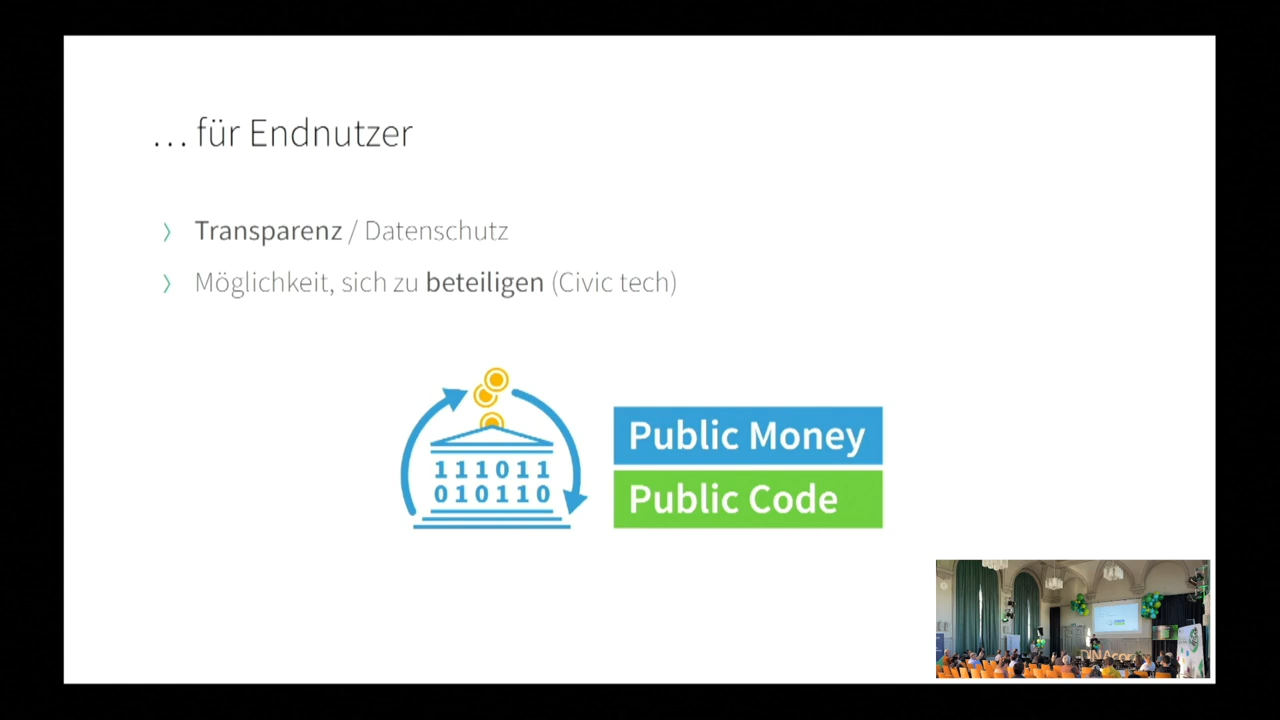 … für Endnutzer
〉 Transparenz / Datenschutz
〉 Möglichkeit, sich zu beteiligen (Civic tech)
111011
010110
Public Money
Public Code